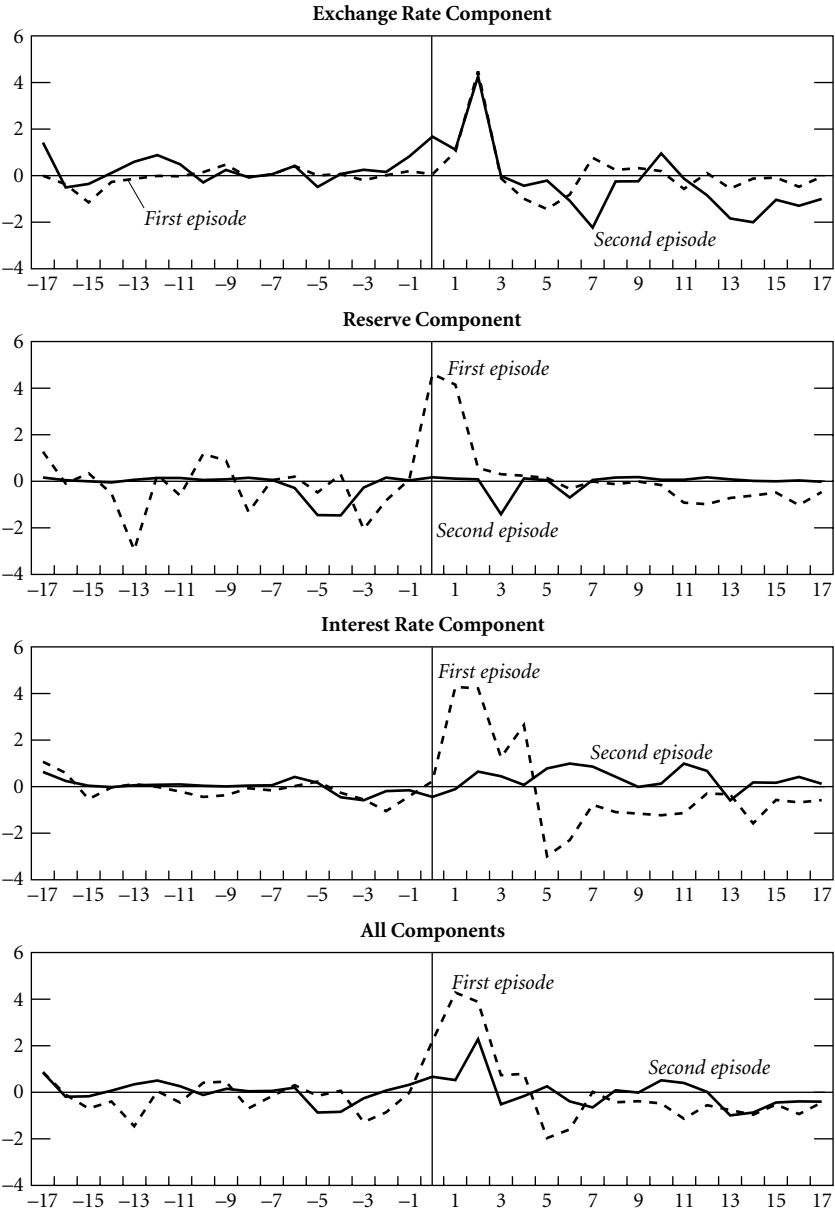 Exchange Rate Component
6
4
2
0
−2
−4
First episode
Second episode
−17 −15 −13 −11 −9 −7 −5 −3 −1 1 3 5 7 9 11 13 15 17
Reserve Component
6
4
2
0
−2
−4
First episode
Second episode
−17 −15 −13 −11 −9 −7 −5 −3 −1 1 3 5 7 9 11 13 15 17
Interest Rate Component
6
4
2
0
−2
−4
First episode
Second episode
−17 −15 −13 −11 −9 −7 −5 −3 −1 1 3 5 7 9 11 13 15 17
All Components
6
4
2
0
−2
−4
First episode
Second episode
−17 −15 −13 −11 −9 −7 −5 −3 −1 1 3 5 7 9 11 13 15 17